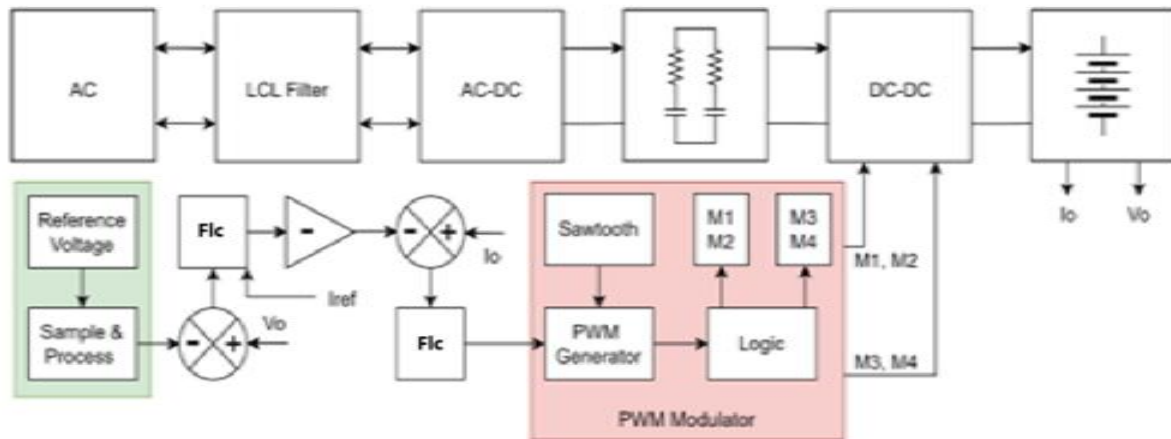 AC
LCL Filter
AC-DC
DC-DC
Io
Vo
Reference
Voltage
Sample &
Process
Flc
Iref
Vo
Io
Flc
Sawtooth
M1
M2
M3
M4
PWM
Generator
Logic
PWM Modulator
M1, M2
M3, M4